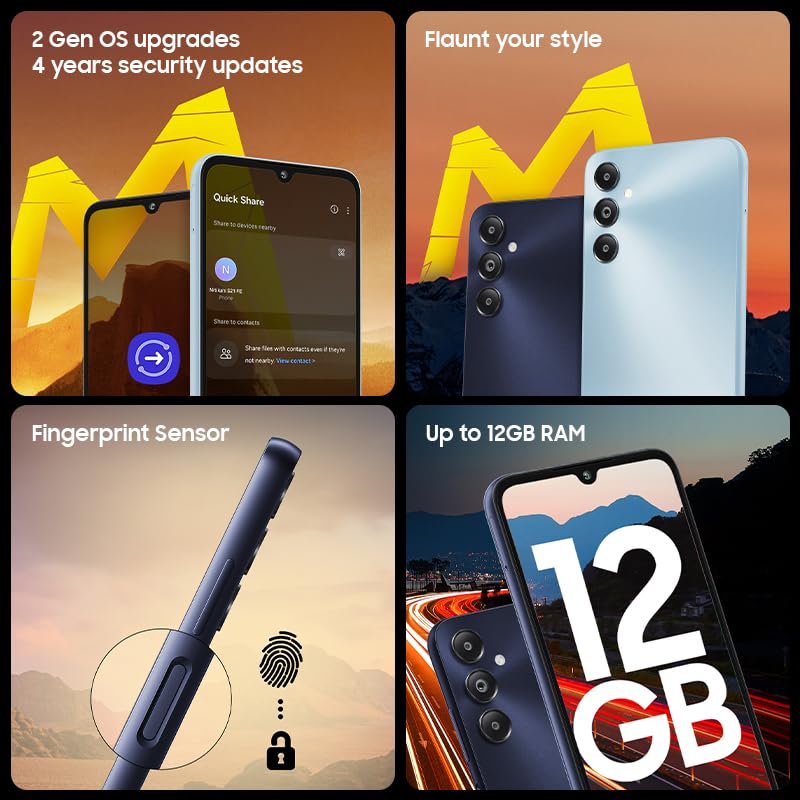 2 Gen OS upgrades
4 years security updates
M
Quick Share
Share to devices nearby
N
Nitika's S21 FE
Phone
Share to contacts
Share files with contacts even if they're
not nearby. View contact >
Flaunt your style
M
Fingerprint Sensor
Up to 12GB RAM
12
GB